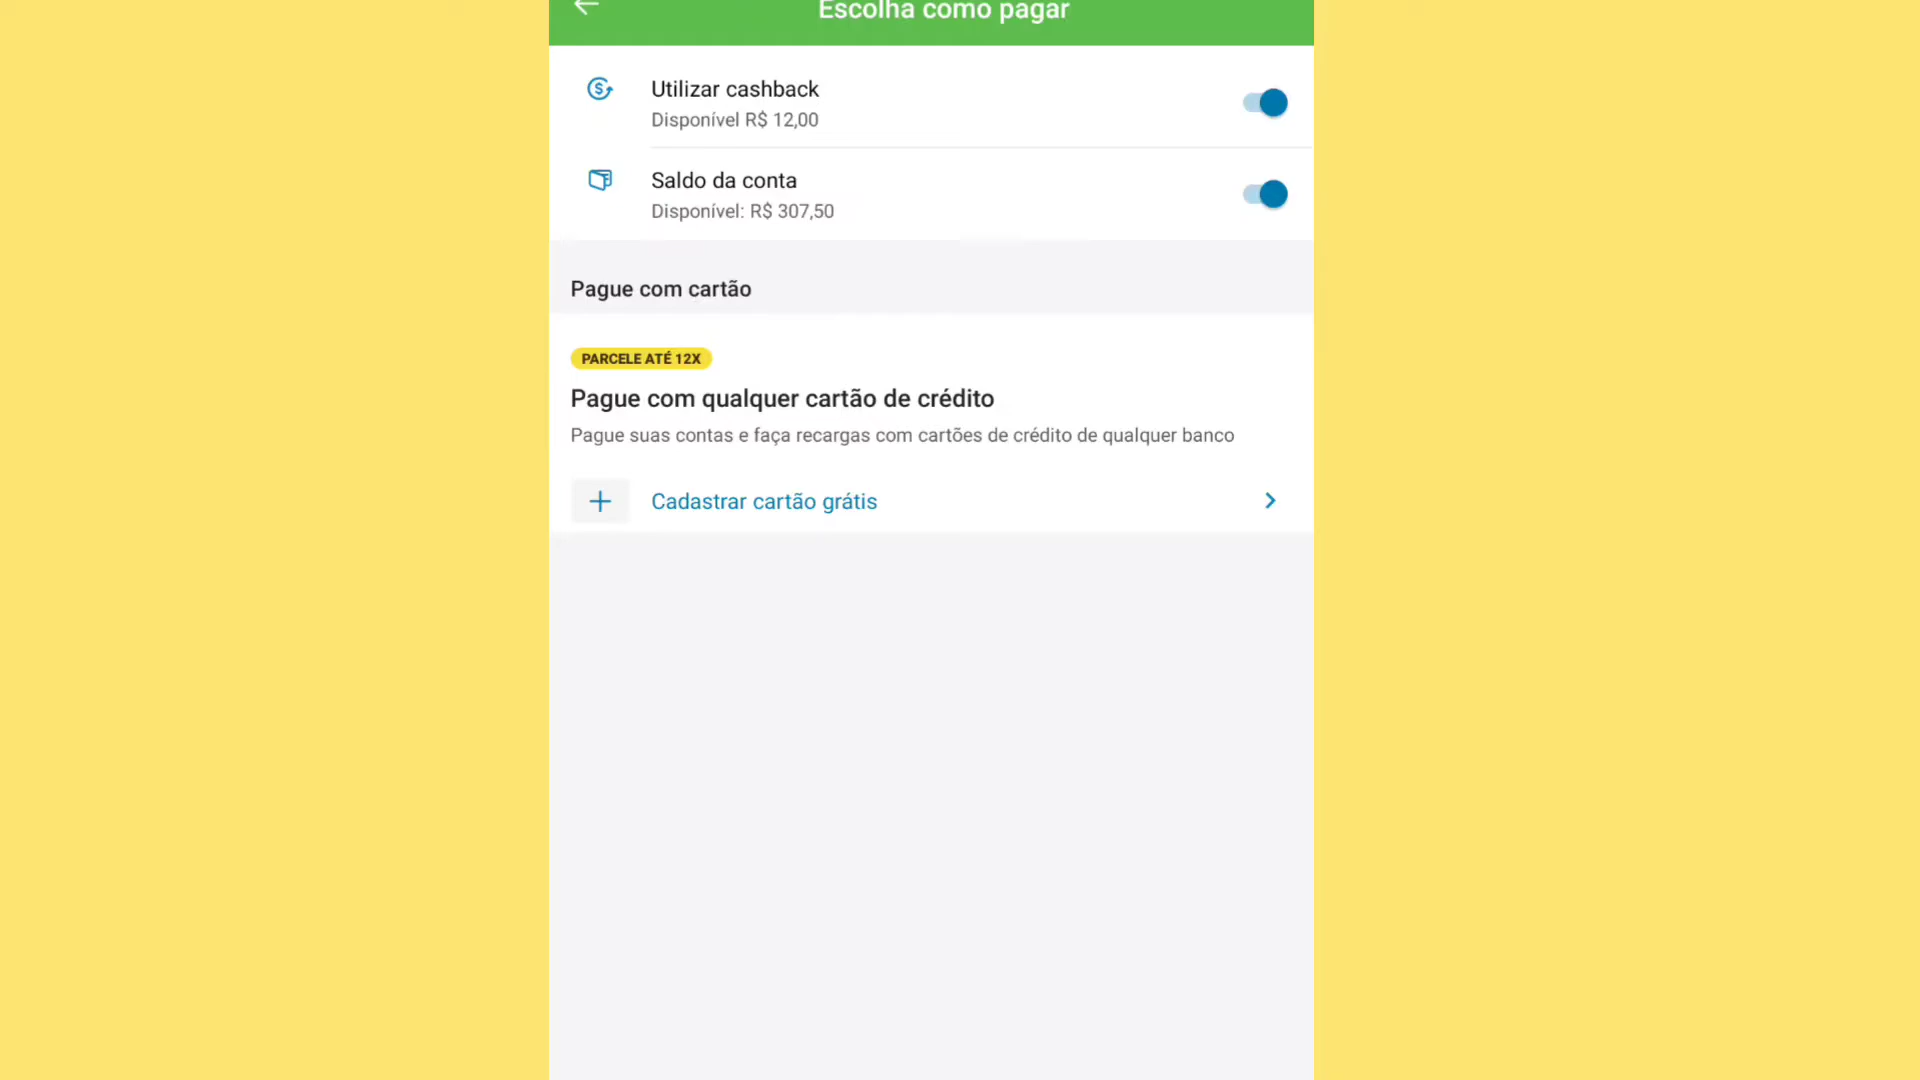 Escolha como pagar
Utilizar cashback
Disponível R$ 12,00
Saldo da conta
Disponível: R$ 307,50
Pague com cartão
PARCELE ATÉ 12X
Pague com qualquer cartão de crédito
Pague suas contas e faça recargas com cartões de crédito de qualquer banco
Cadastrar cartão grátis